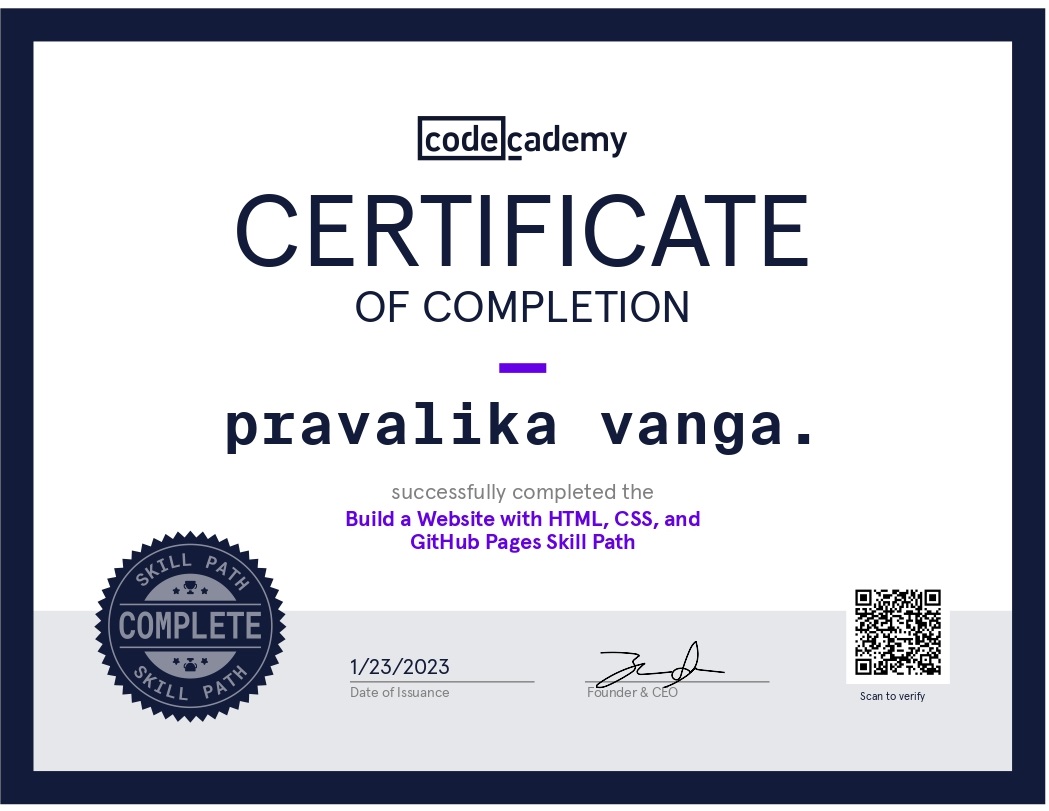 codecademy
CERTIFICATE
OF COMPLETION
pravalika vanga.
successfully completed the
Build a Website with HTML, CSS, and
GitHub Pages Skill Path
SKILL PATH
COMPLETE
SKILL PATH
1/23/2023
Date of Issuance
Founder & CEO
Scan to verify